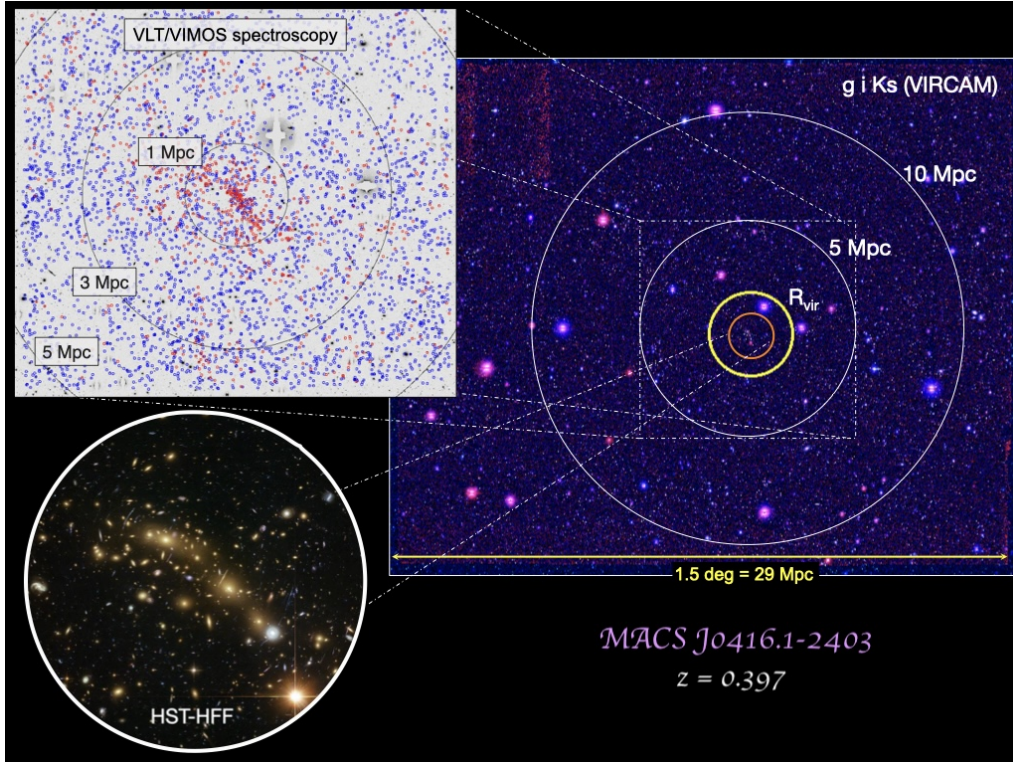 VLT/VIMOS spectroscopy
1 Mpc
3 Mpc
5 Mpc
g i Ks (VIRCAM)
10 Mpc
5 Mpc
Rvir
1.5 deg = 29 Mpc
HST-HFF
MACS J0416.1-2403
z = 0.397